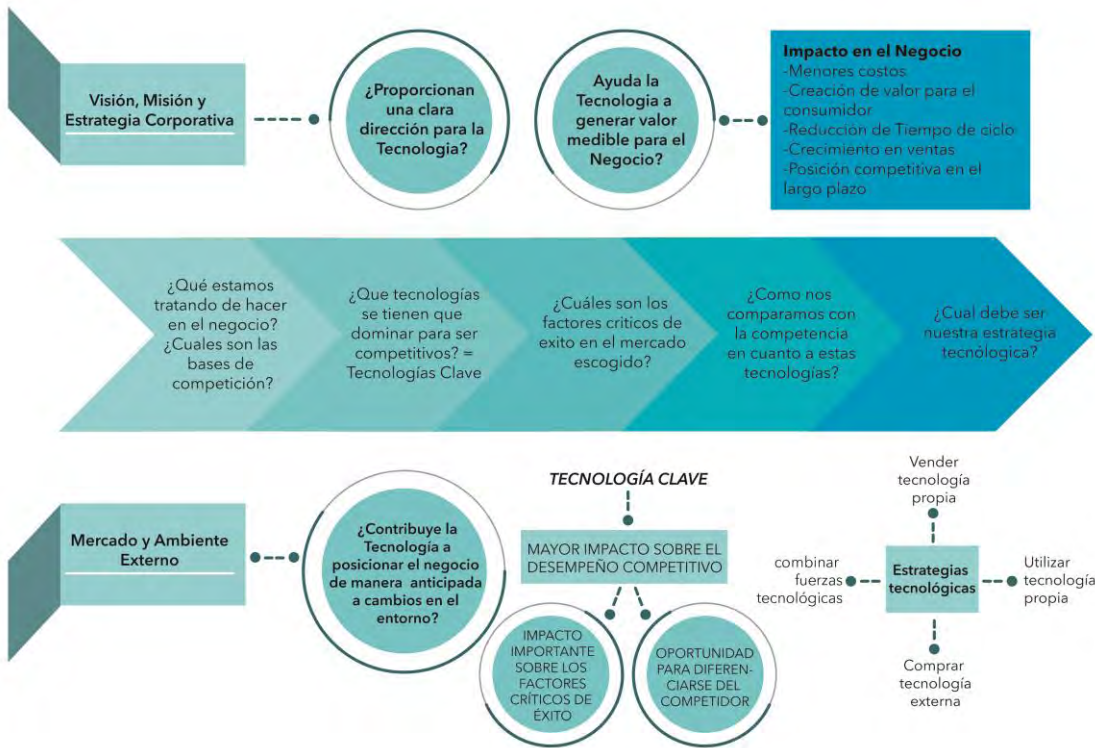 Visión, Misión y
Estrategia Corporativa
¿Proporcionan
una clara
dirección para la
Tecnologia?
Ayuda la
Tecnologia a
generar valor
medible para el
Negocio?
Impacto en el Negocio
-Menores costos
-Creación de valor para el
consumidor
-Reducción de Tiempo de ciclo
-Crecimiento en ventas
-Posición competitiva en el
largo plazo
¿Qué estamos
tratando de hacer
en el negocio?
¿Cuales son las
bases de
competición?
¿Que tecnologías
se tienen que
dominar para ser
competitivos? =
Tecnologías Clave
¿Cuáles son los
factores criticos de
exito en el mercado
escogido?
¿Como nos
comparamos con
la competencia
en cuanto a estas
tecnologías?
¿Cual debe ser
nuestra estrategia
tecnólogica?
Mercado y Ambiente
Externo
¿Contribuye la
Tecnología a
posicionar el negocio
de manera anticipada
a cambios en el
entorno?
TECNOLOGÍA CLAVE
MAYOR IMPACTO SOBRE EL
DESEMPEÑO COMPETITIVO
IMPACTO
IMPORTANTE
SOBRE LOS
FACTORES
CRÍTICOS DE
ÉXITO
OPORTUNIDAD
PARA DIFEREN-
CIARSE DEL
COMPETIDOR
Vender
tecnología
propia
combinar
fuerzas
tecnológicas
Estrategias
tecnológicas
Utilizar
tecnología
propia
Comprar
tecnología
externa